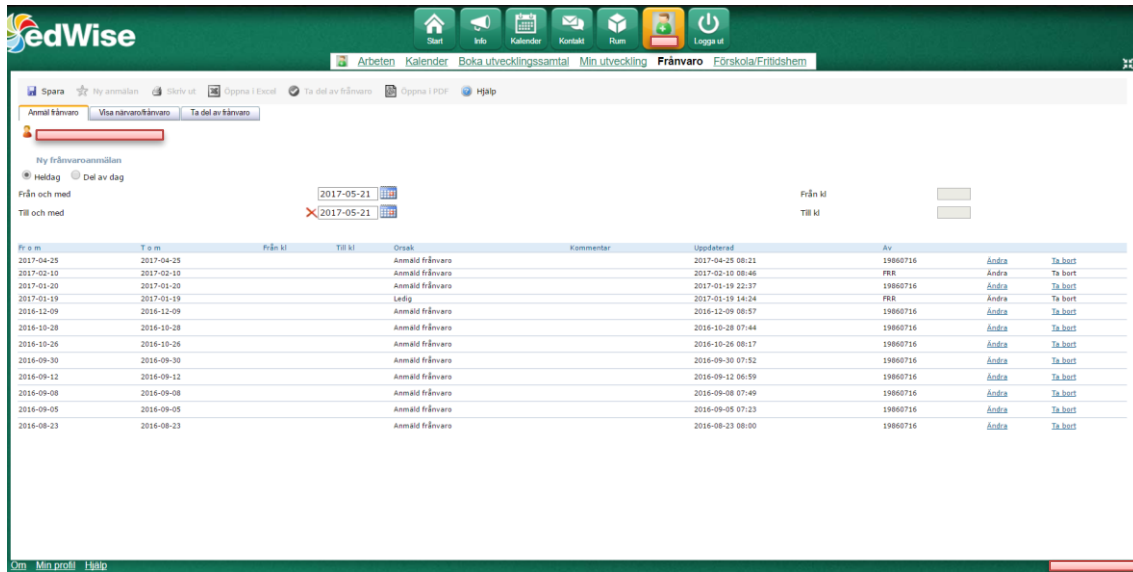 edWise
Start Info Kalender Kontakt Rum Logga ut
Arbeten Kalender Boka utvecklingssamtal Min utveckling Frånvaro Förskola/Fritidshem
Spara Ny anmälan Skriv ut Öppna i Excel Ta del av frånvaro Öppna i PDF Hjälp
Anmäl frånvaro Visa närvaro/frånvaro Ta del av frånvaro
Ny frånvaroanmälan
Heldag Del av dag
Från och med 2017-05-21 Från kl
Till och med 2017-05-21 Till kl
Fr o m T o m Från kl Till kl Orsak Kommentar Uppdaterad Av
2017-04-25 2017-04-25 Anmäld frånvaro 2017-04-25 08:21 19860716 Ändra Ta bort
2017-02-10 2017-02-10 Anmäld frånvaro 2017-02-10 08:46 FRR Ändra Ta bort
2017-01-20 2017-01-20 Anmäld frånvaro 2017-01-19 22:37 19860716 Ändra Ta bort
2017-01-19 2017-01-19 Ledig 2017-01-19 14:24 FRR Ändra Ta bort
2016-12-09 2016-12-09 Anmäld frånvaro 2016-12-09 08:57 19860716 Ändra Ta bort
2016-10-28 2016-10-28 Anmäld frånvaro 2016-10-28 07:44 19860716 Ändra Ta bort
2016-10-26 2016-10-26 Anmäld frånvaro 2016-10-26 08:17 19860716 Ändra Ta bort
2016-09-30 2016-09-30 Anmäld frånvaro 2016-09-30 07:52 19860716 Ändra Ta bort
2016-09-12 2016-09-12 Anmäld frånvaro 2016-09-12 06:59 19860716 Ändra Ta bort
2016-09-08 2016-09-08 Anmäld frånvaro 2016-09-08 07:49 19860716 Ändra Ta bort
2016-09-05 2016-09-05 Anmäld frånvaro 2016-09-05 07:23 19860716 Ändra Ta bort
2016-08-23 2016-08-23 Anmäld frånvaro 2016-08-23 08:00 19860716 Ändra Ta bort
Om Min profil Hjälp